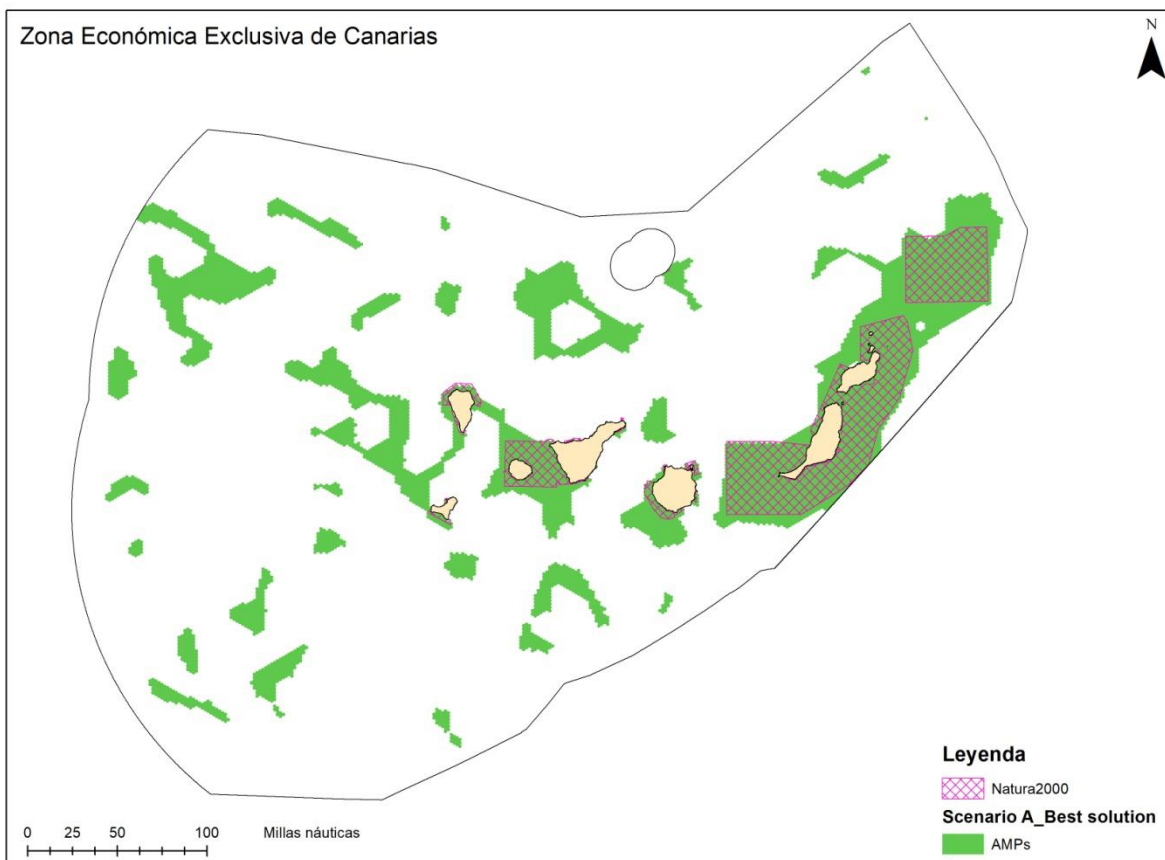 Zona Económica Exclusiva de Canarias
N
Leyenda
Natura2000
Scenario A_Best solution
AMPs
0 25 50 100 Millas náuticas